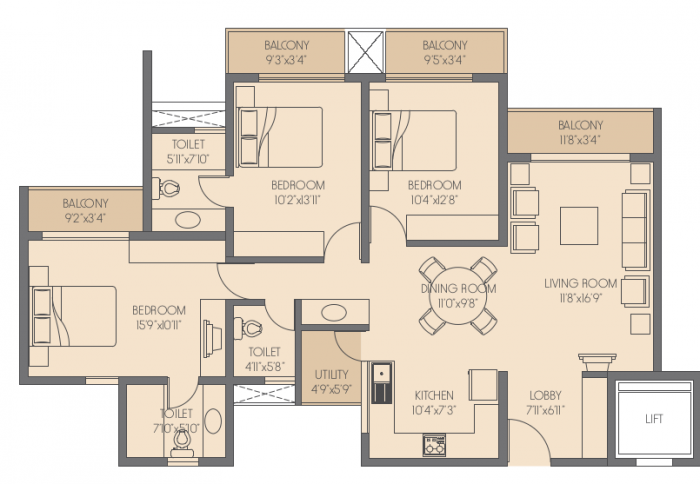 BALCONY
9'3"x3'4"
BALCONY
9'5"x3'4"
BALCONY
11'8"x3'4"
TOILET
5'11"x7'10"
BEDROOM
10'2"x13'11"
BEDROOM
10'4"x12'8"
BALCONY
9'2"x3'4"
BEDROOM
15'9"x10'11"
DINING ROOM
11'0"x9'8"
LIVING ROOM
11'8"x16'9"
TOILET
4'11"x5'8"
UTILITY
4'9"x5'9"
KITCHEN
10'4"x7'3"
LOBBY
7'11"x6'11"
TOILET
7'10"x5'10"
LIFT